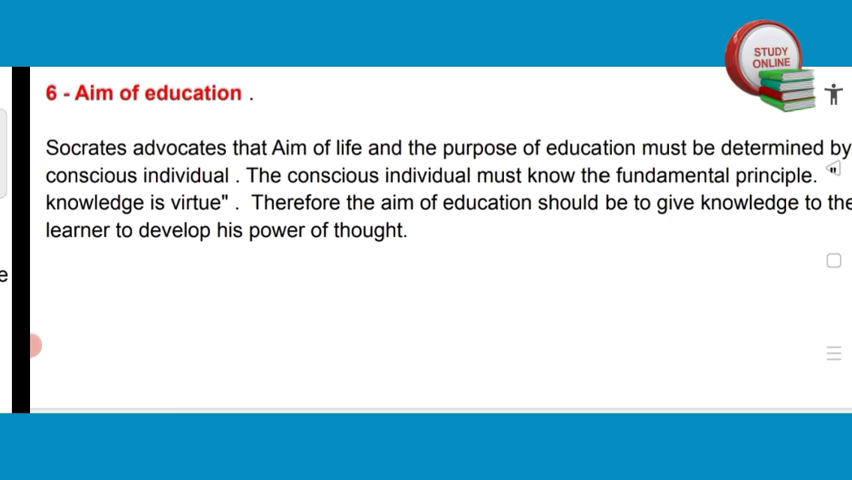 STUDY
ONLINE
6 - Aim of education .
Socrates advocates that Aim of life and the purpose of education must be determined by
conscious individual . The conscious individual must know the fundamental principle.
knowledge is virtue" . Therefore the aim of education should be to give knowledge to the
learner to develop his power of thought.
e